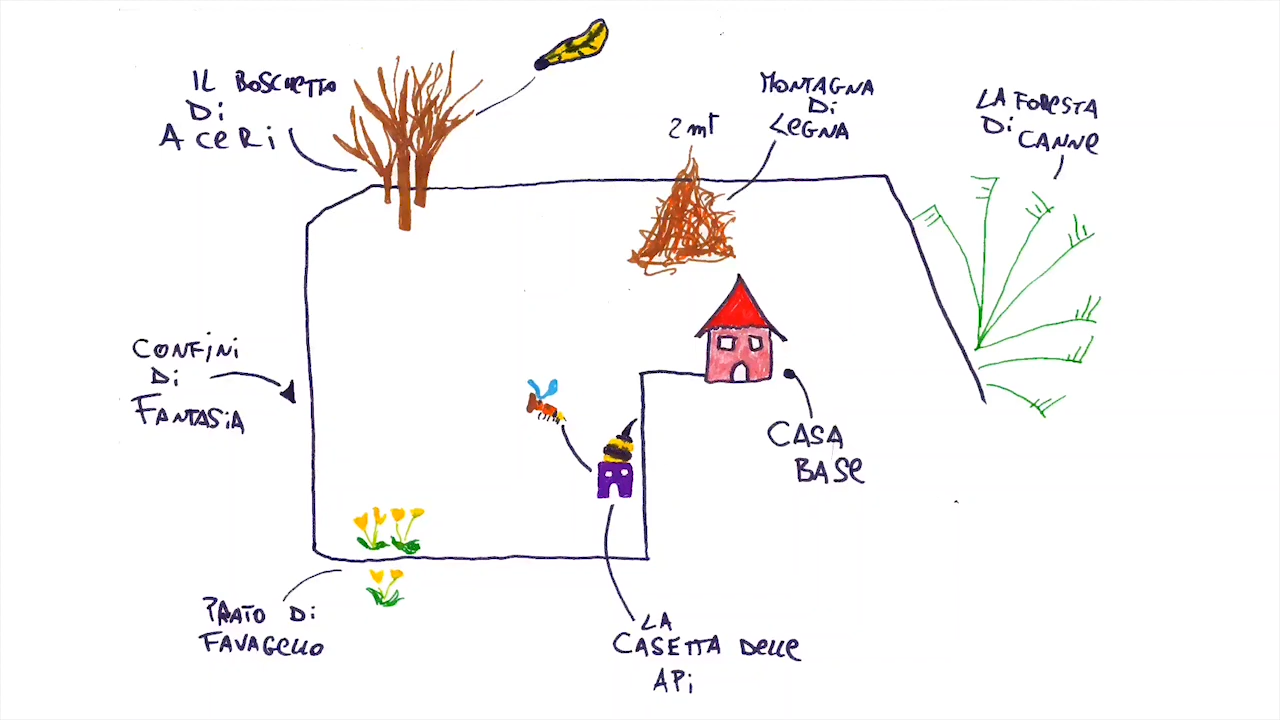 IL BOSCHETTO
Di
ACERi
2 mt
MONTAGNA
Di
LEGNA
LA FORESTA
Di CANNE
CONFiNi
Di
FANTASiA
CASA
BASE
PRATO Di
FAVAGELLO
LA
CASETTA DELLE
APi